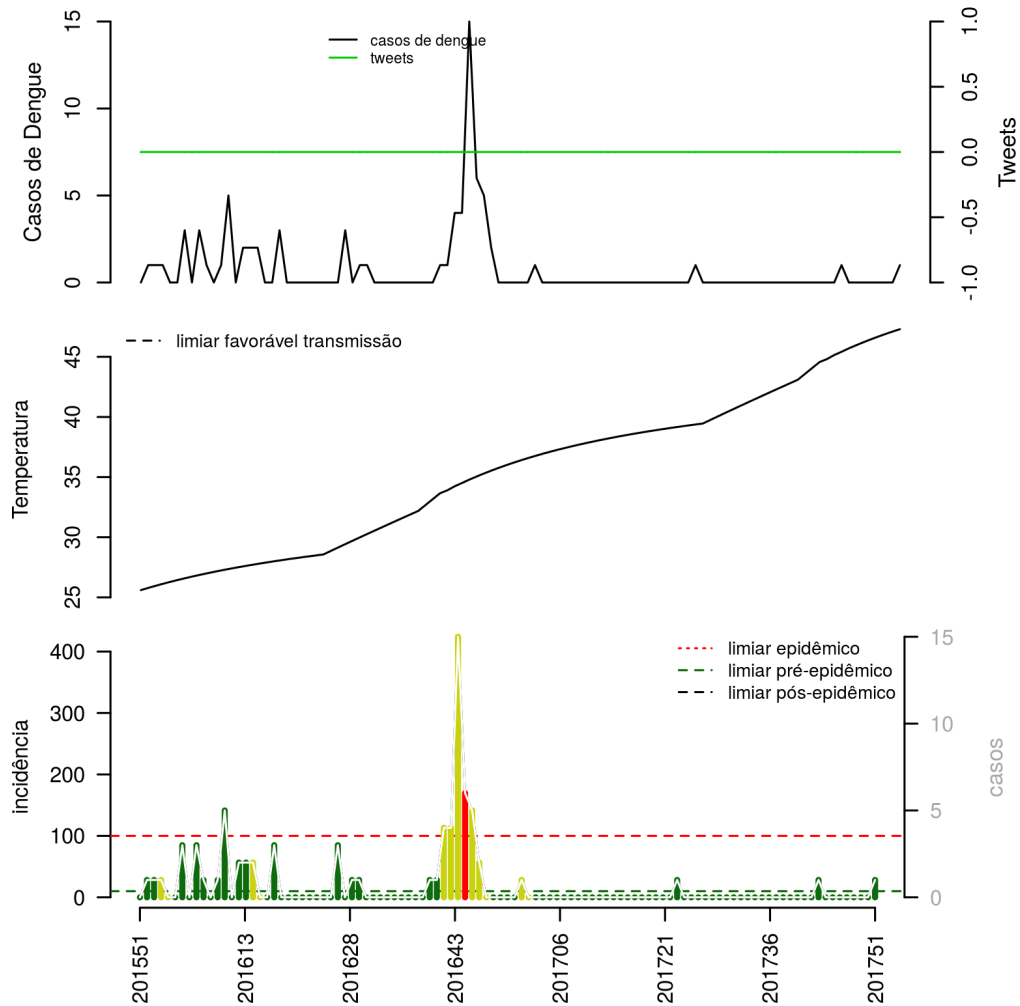 casos de dengue
tweets
Casos de Dengue
0
5
10
15
Tweets
-1.0
-0.5
0.0
0.5
1.0
limiar favorável transmissão
Temperatura
25
30
35
40
45
limiar epidêmico
limiar pré-epidêmico
limiar pós-epidêmico
incidência
0
100
200
300
400
casos
0
5
10
15
201551
201613
201628
201643
201706
201721
201736
201751